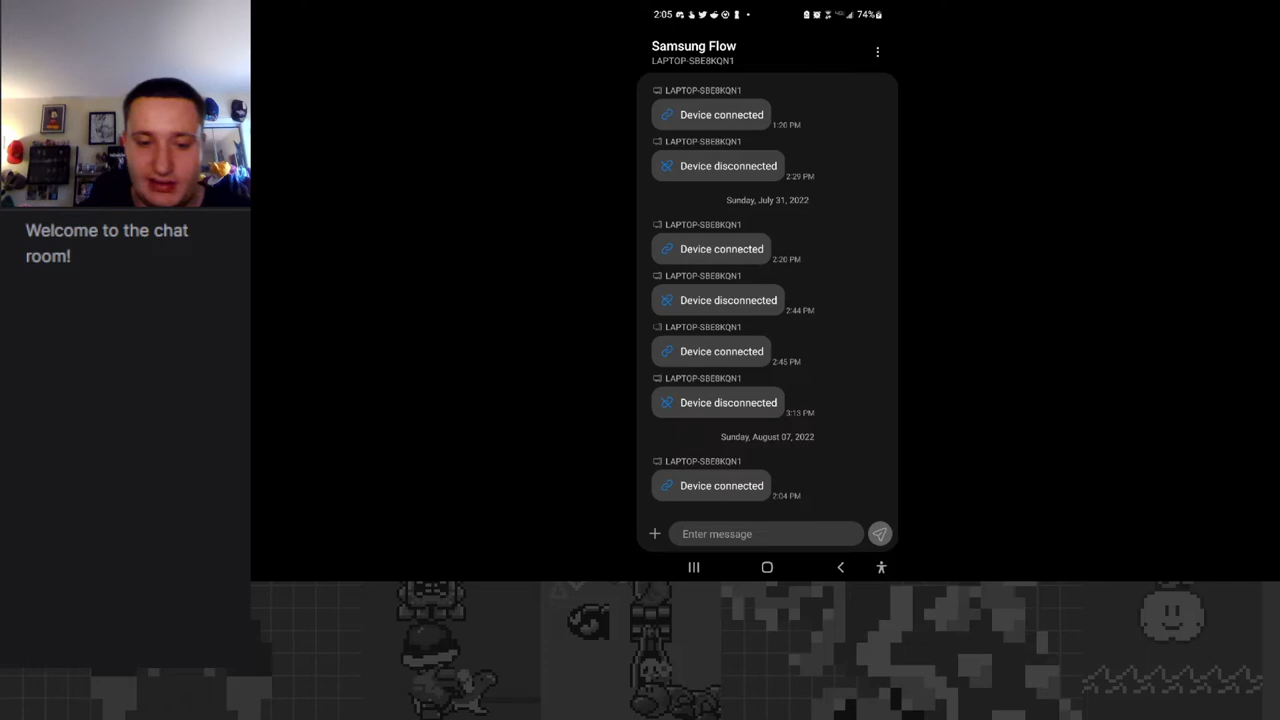 Welcome to the chat
room!
2:05
74%
Samsung Flow
LAPTOP-SBE8KQN1
LAPTOP-SBE8KQN1
Device connected
1:20 PM
LAPTOP-SBE8KQN1
Device disconnected
2:29 PM
Sunday, July 31, 2022
LAPTOP-SBE8KQN1
Device connected
2:20 PM
LAPTOP-SBE8KQN1
Device disconnected
2:44 PM
LAPTOP-SBE8KQN1
Device connected
2:45 PM
LAPTOP-SBE8KQN1
Device disconnected
3:13 PM
Sunday, August 07, 2022
LAPTOP-SBE8KQN1
Device connected
2:04 PM
Enter message